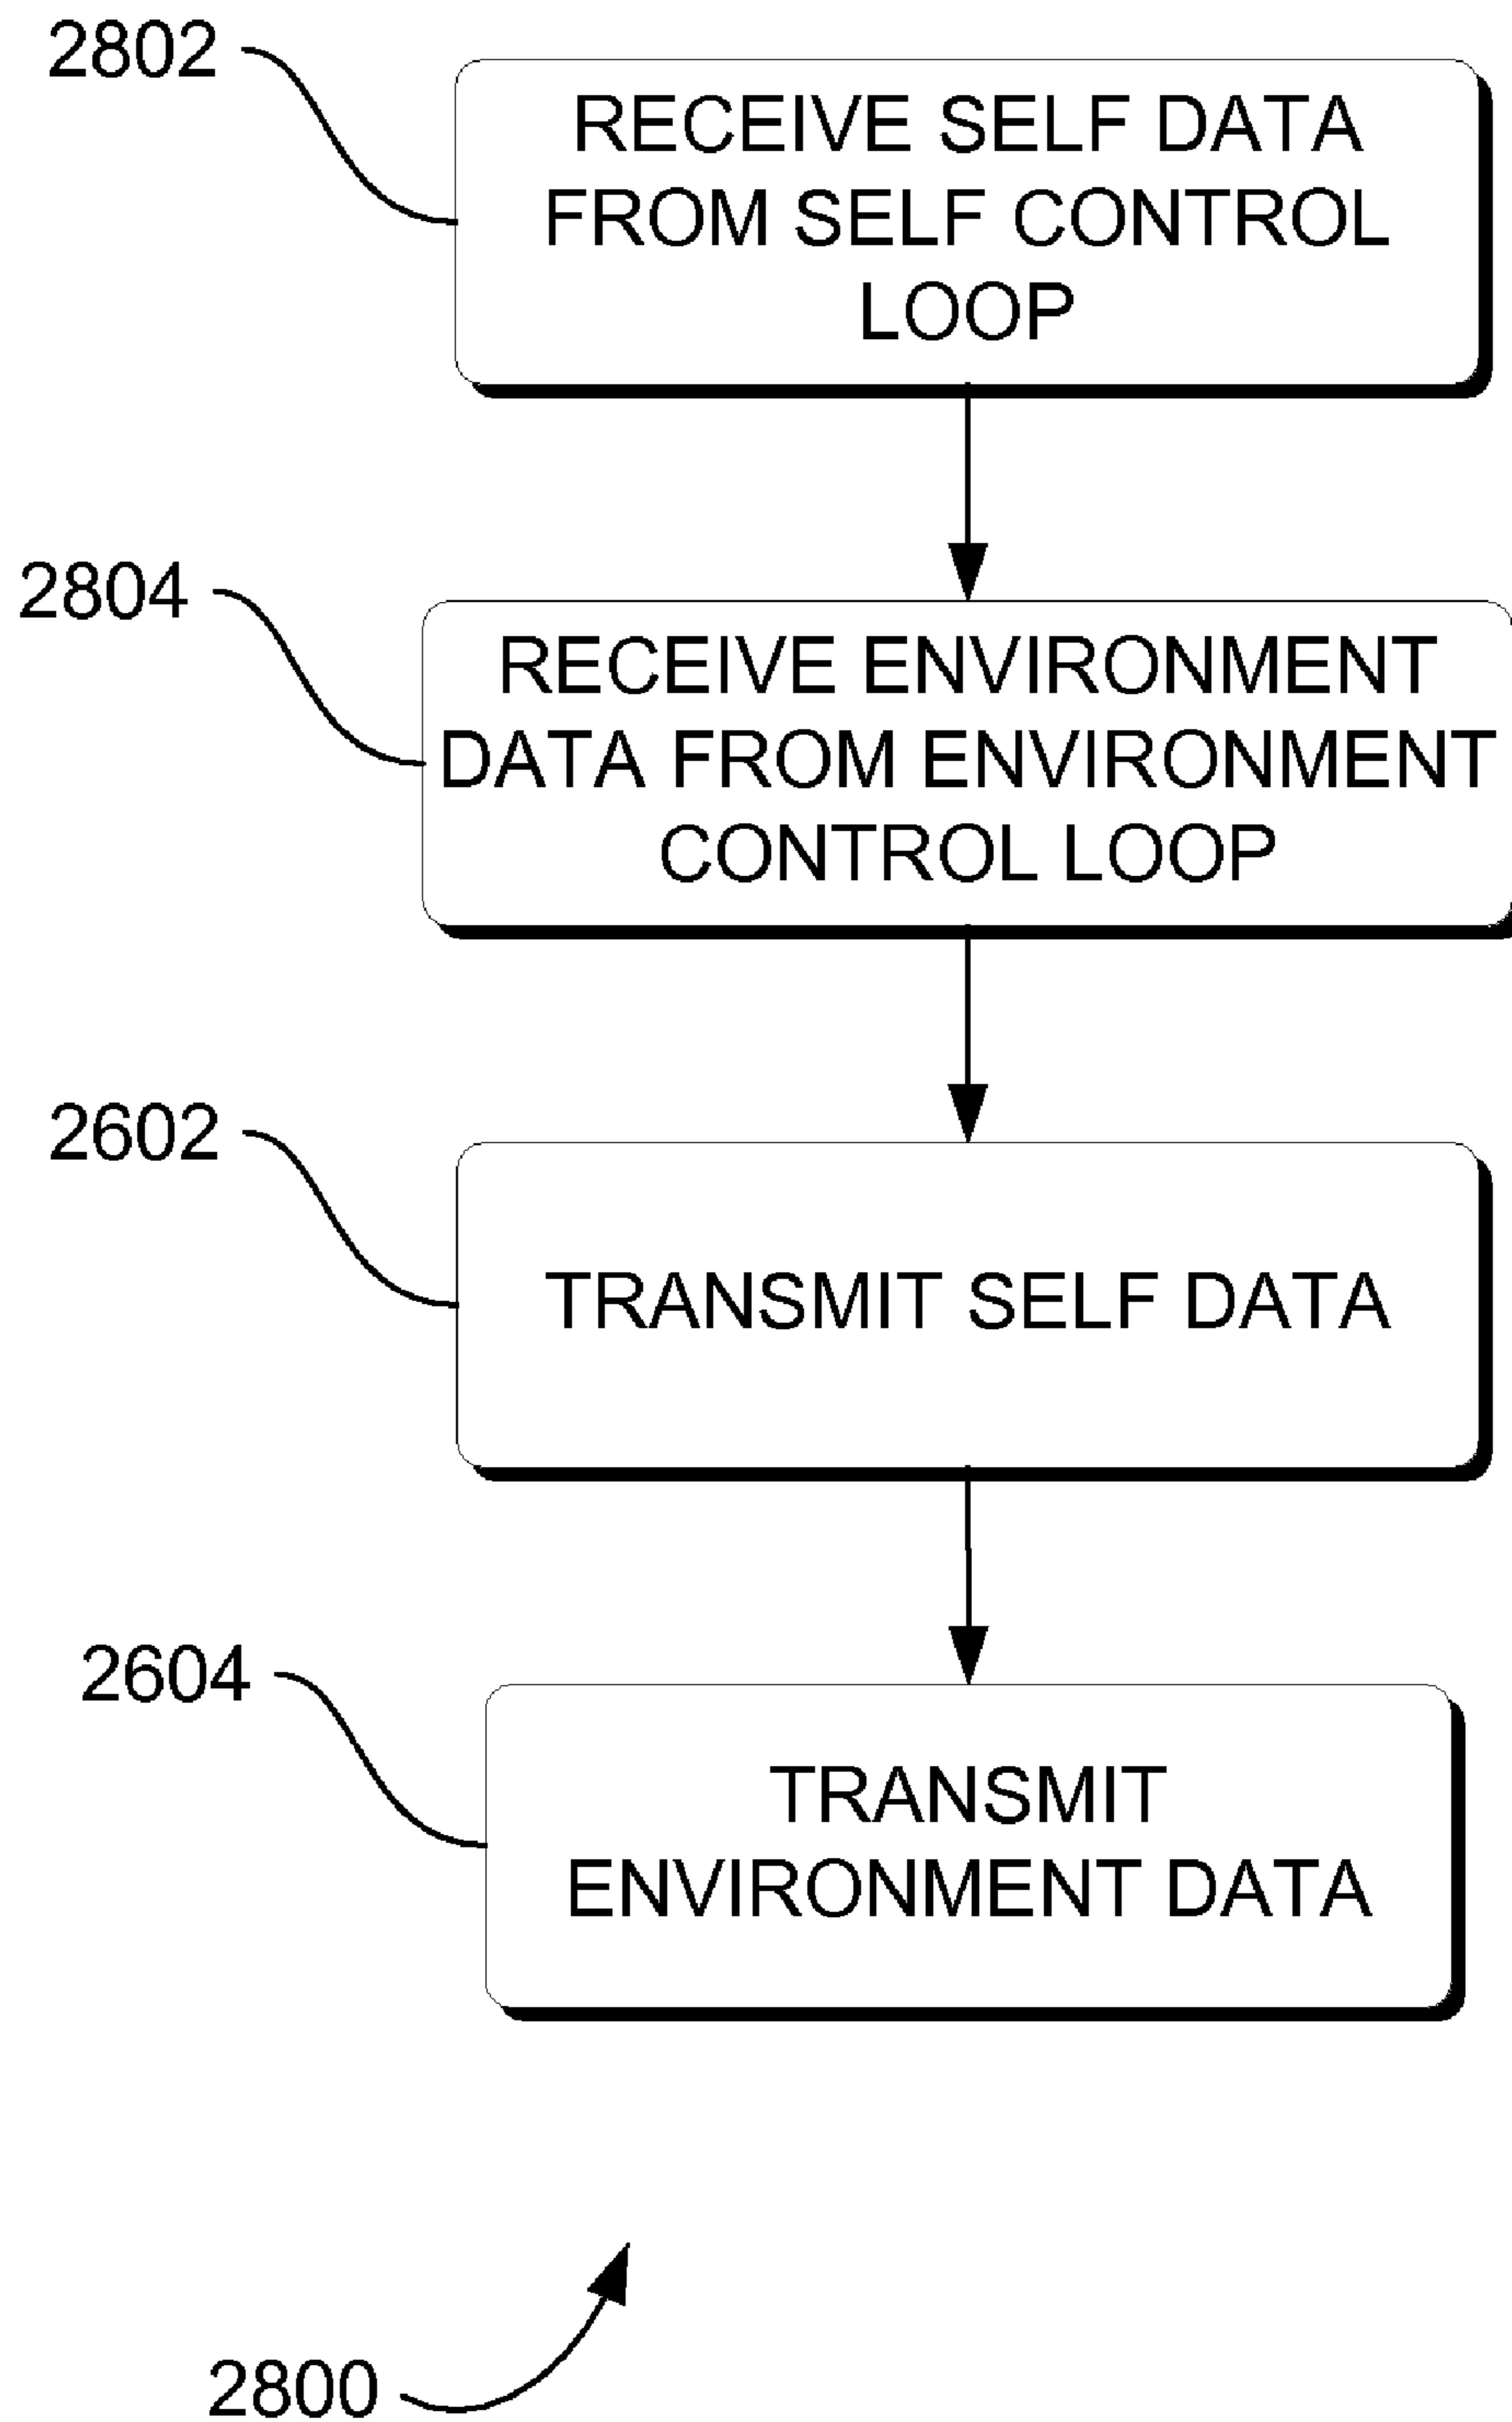 2802
RECEIVE SELF DATA
FROM SELF CONTROL
LOOP
2804
RECEIVE ENVIRONMENT
DATA FROM ENVIRONMENT
CONTROL LOOP
2602
TRANSMIT SELF DATA
2604
TRANSMIT
ENVIRONMENT DATA
2800